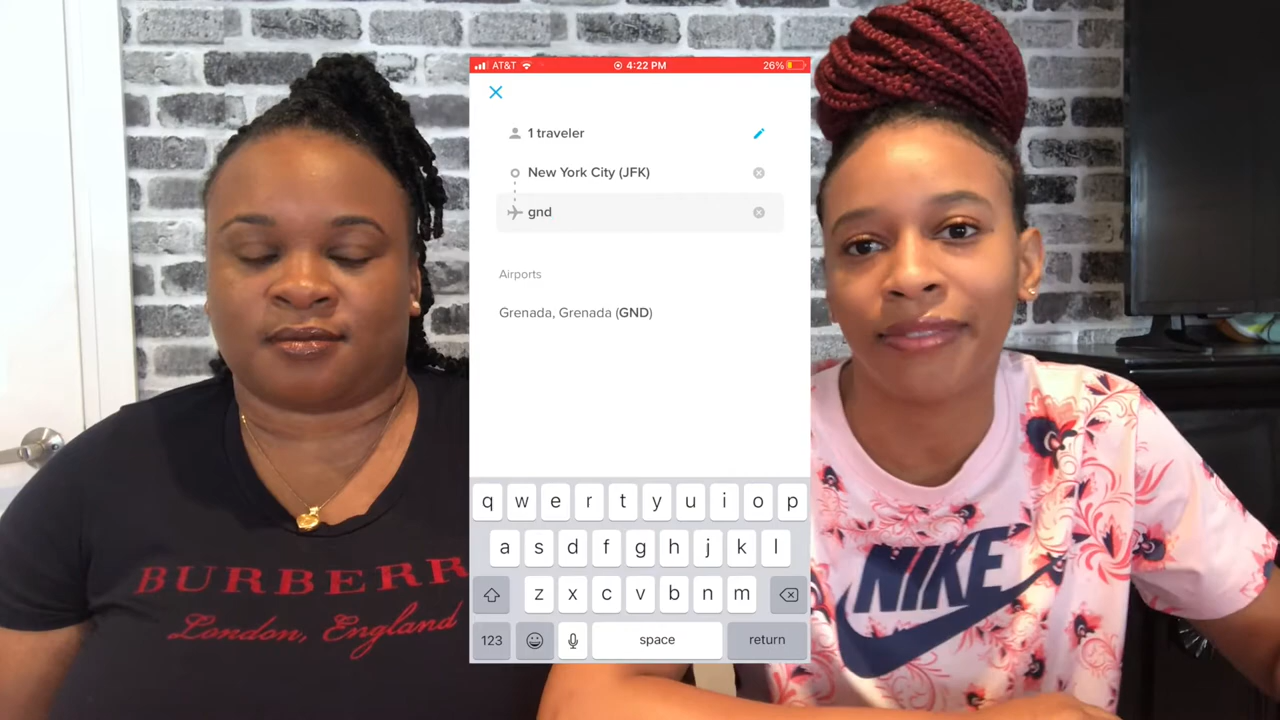 AT&T
4:22 PM
26%
1 traveler
New York City (JFK)
gnd
Airports
Grenada, Grenada (GND)
q w e r t y u i o p
a s d f g h j k l
z x c v b n m
123
space
return
BURBERR
London, England
NIKE